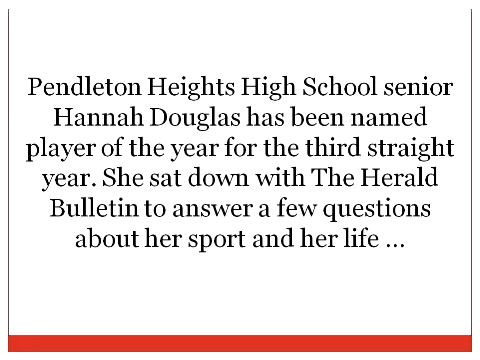 Pendleton Heights High School senior
Hannah Douglas has been named
player of the year for the third straight
year. She sat down with The Herald
Bulletin to answer a few questions
about her sport and her life ...